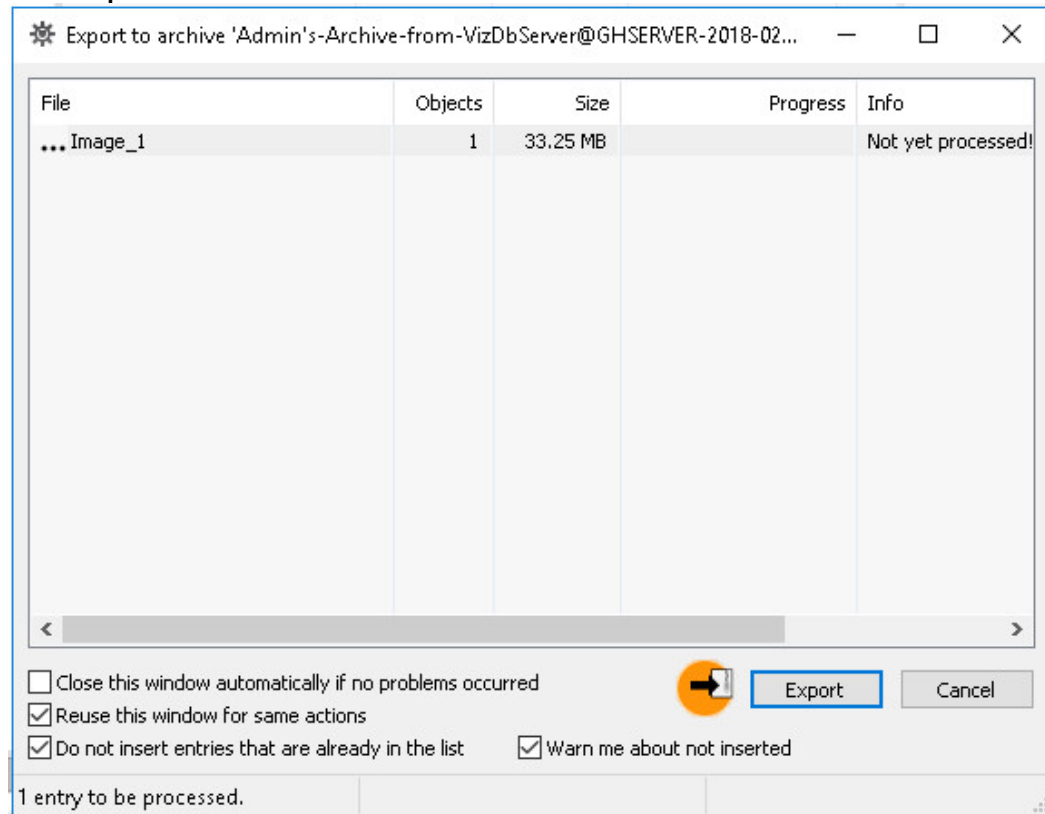 Export to archive 'Admin's-Archive-from-VizDbServer@GHSERVER-2018-02...
File Objects Size Progress Info
... Image_1 1 33.25 MB Not yet processed!
Close this window automatically if no problems occurred
Export Cancel
Reuse this window for same actions
Do not insert entries that are already in the list Warn me about not inserted
1 entry to be processed.